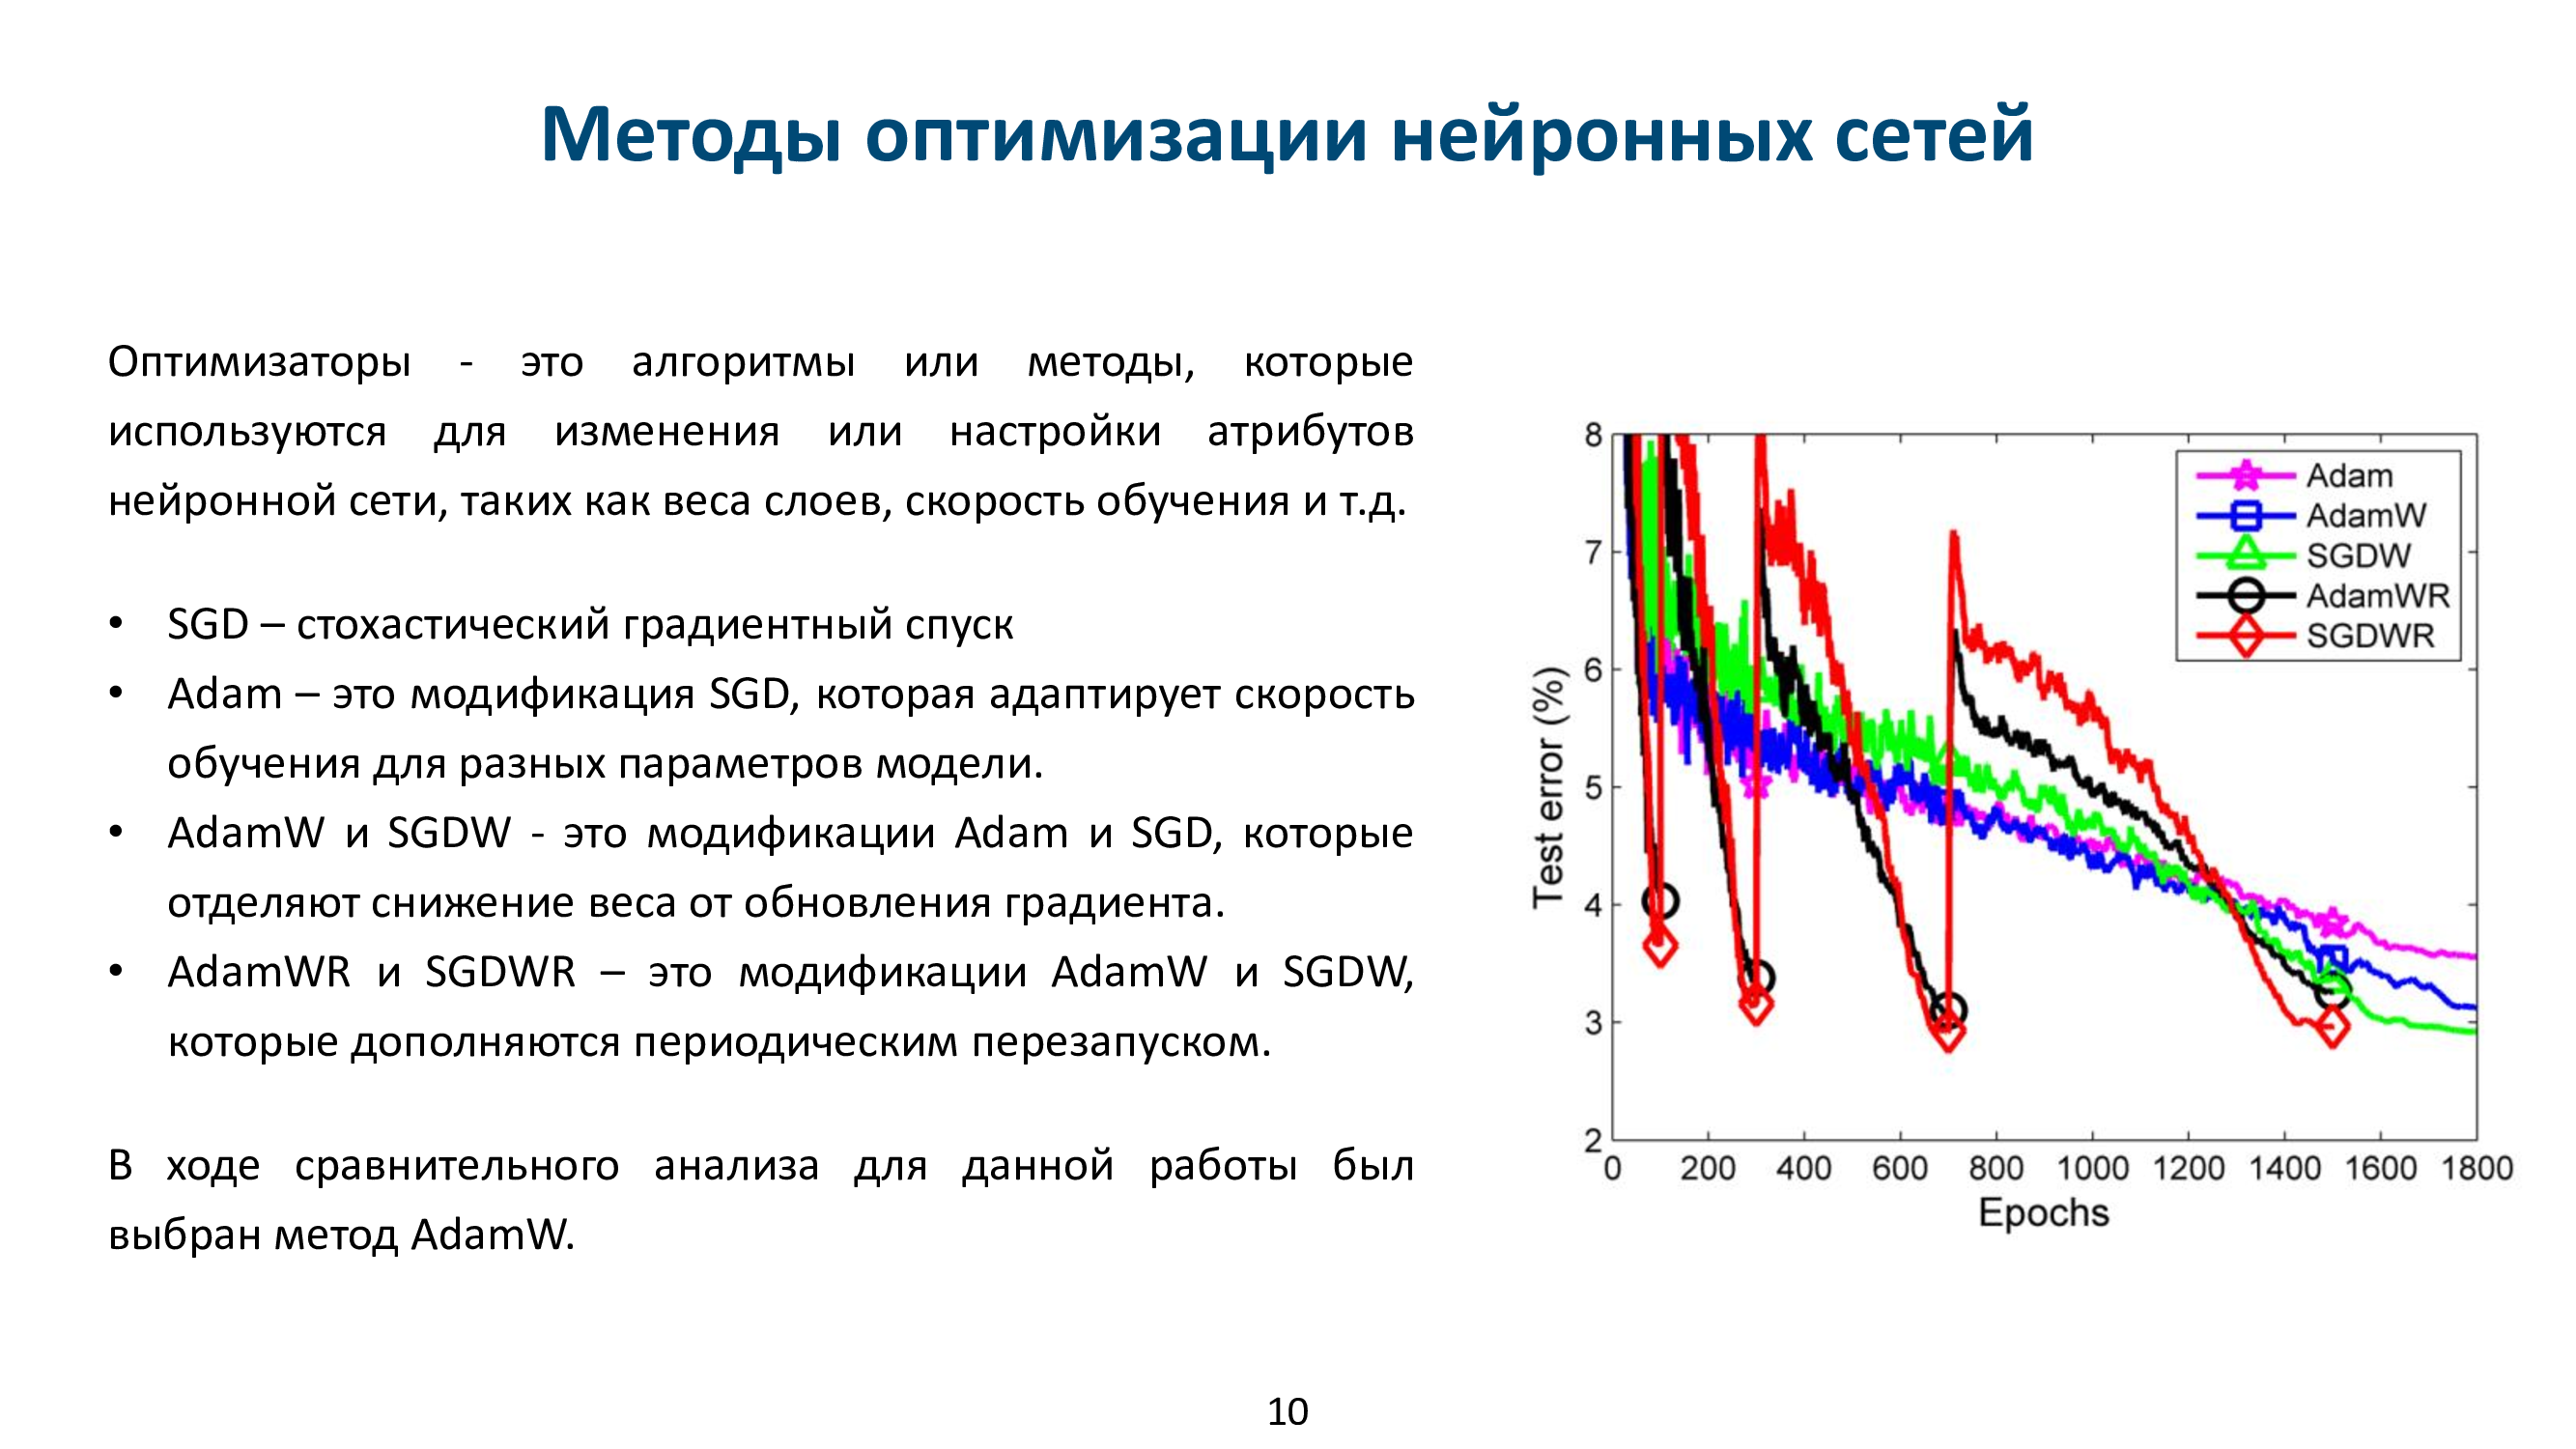 Методы оптимизации нейронных сетей
Оптимизаторы - это алгоритмы или методы, которые
используются для изменения или настройки атрибутов
нейронной сети, таких как веса слоев, скорость обучения и т.д.
• SGD – стохастический градиентный спуск
• Adam – это модификация SGD, которая адаптирует скорость
обучения для разных параметров модели.
• AdamW и SGDW - это модификации Adam и SGD, которые
отделяют снижение веса от обновления градиента.
• AdamWR и SGDWR – это модификации AdamW и SGDW,
которые дополняются периодическим перезапуском.
В ходе сравнительного анализа для данной работы был
выбран метод AdamW.
Test error (%)
8
7
6
5
4
3
2
Adam
AdamW
SGDW
AdamWR
SGDWR
0 200 400 600 800 1000 1200 1400 1600 1800
Epochs
10